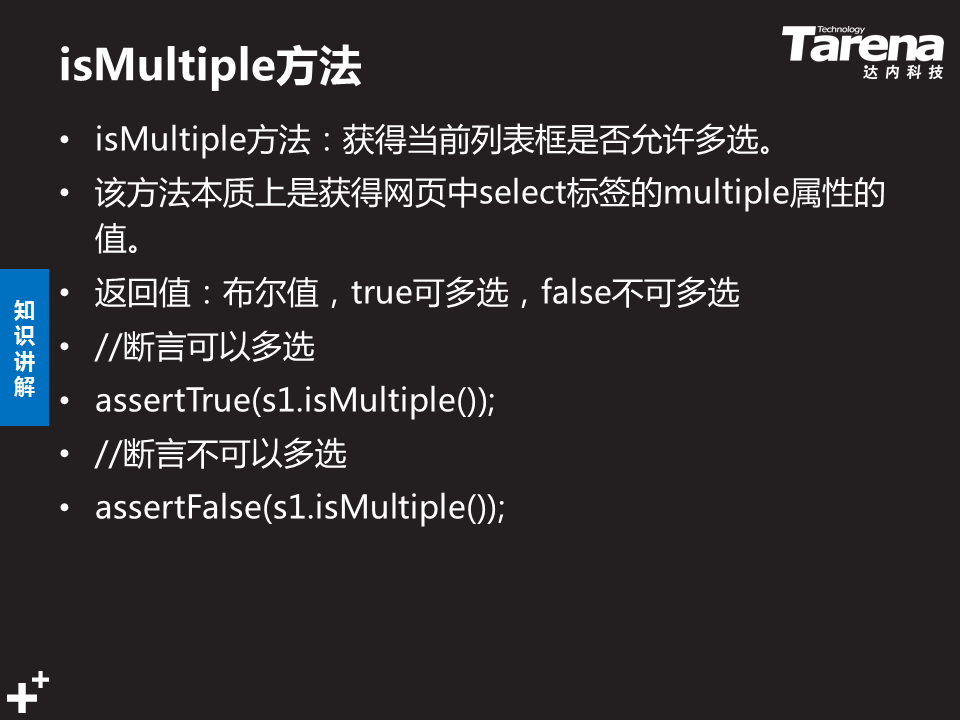 isMultiple方法
Technology
Tarena
达内科技
• isMultiple方法：获得当前列表框是否允许多选。
• 该方法本质上是获得网页中select标签的multiple属性的
值。
• 返回值：布尔值，true可多选，false不可多选
• //断言可以多选
• assertTrue(s1.isMultiple());
• //断言不可以多选
• assertFalse(s1.isMultiple());
知
识
讲
解